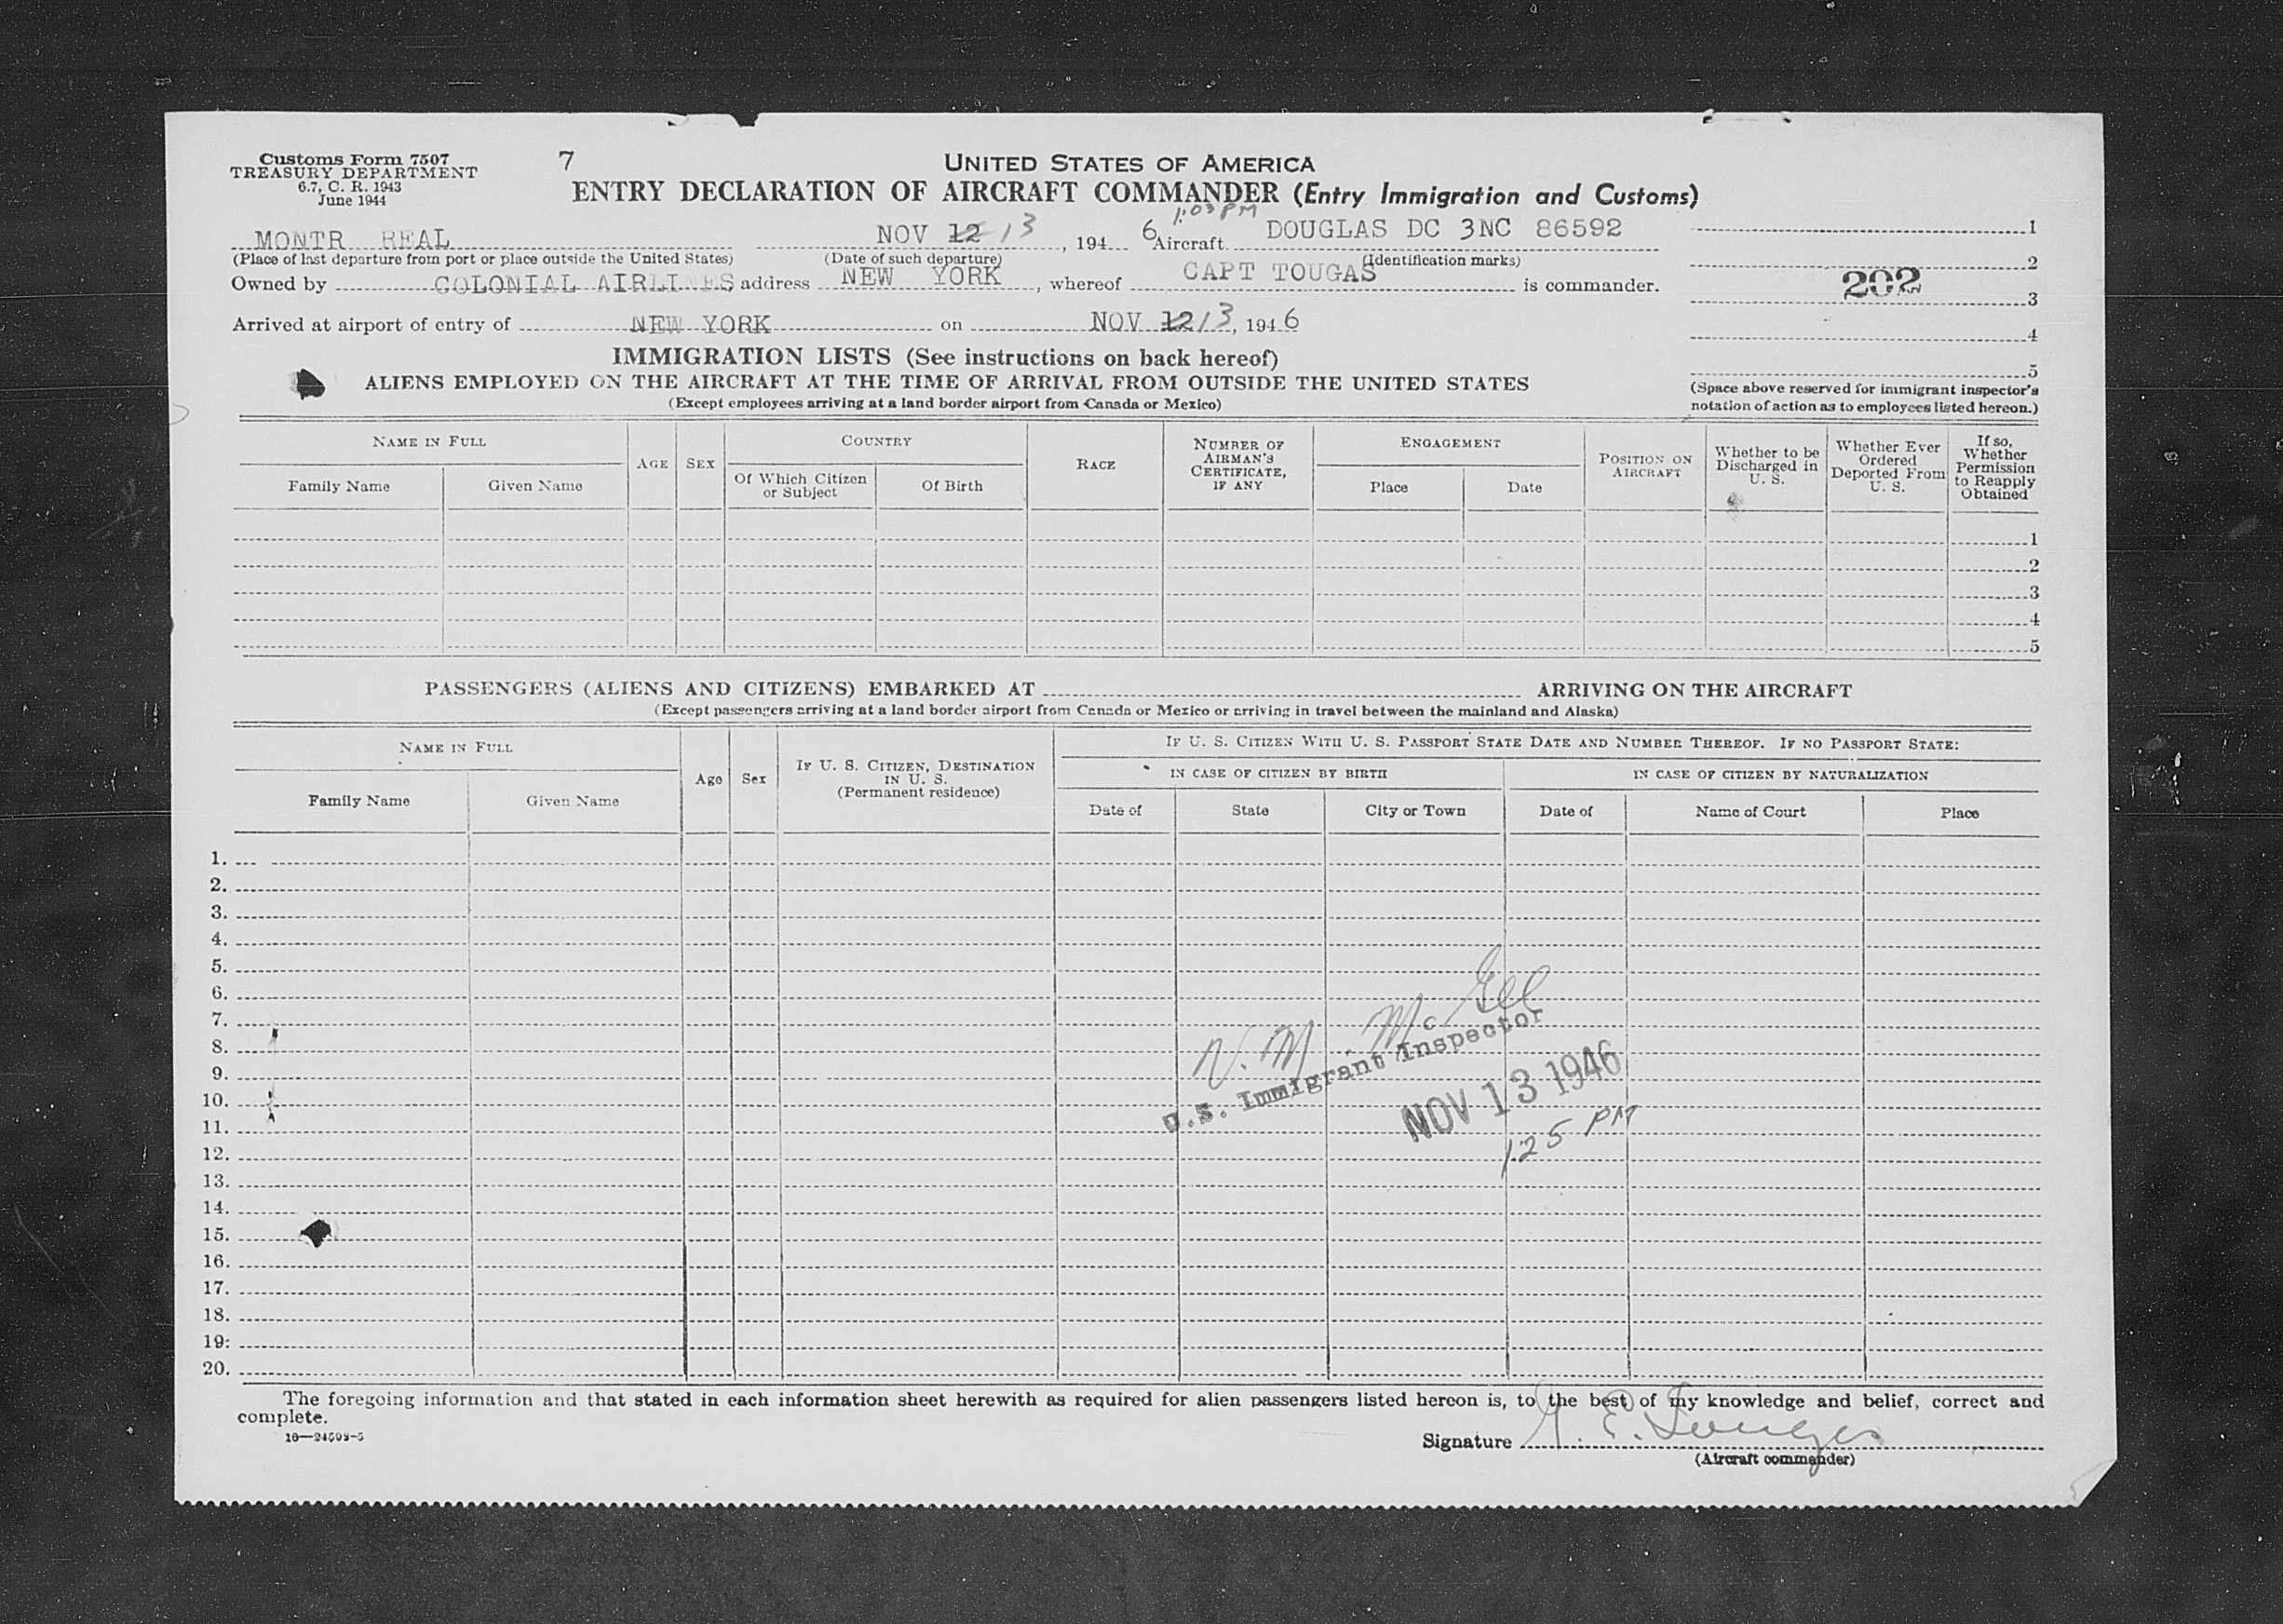 Customs Form 7507
TREASURY DEPARTMENT
6.7, C. R. 1943
June 1944
7
UNITED STATES OF AMERICA
ENTRY DECLARATION OF AIRCRAFT COMMANDER (Entry Immigration and Customs)
1:03 PM
MONTR REAL NOV 12 13, 194 6 Aircraft DOUGLAS DC 3NC 86592
(Place of last departure from port or place outside the United States) (Date of such departure) (Identification marks)
Owned by COLONIAL AIRLINES, address NEW YORK, whereof CAPT TOUGAS is commander.
Arrived at airport of entry of NEW YORK on NOV 12 13, 194 6
1
2
202
3
4
5
(Space above reserved for immigrant inspector's
notation of action as to employees listed hereon.)
IMMIGRATION LISTS (See instructions on back hereof)
ALIENS EMPLOYED ON THE AIRCRAFT AT THE TIME OF ARRIVAL FROM OUTSIDE THE UNITED STATES
(Except employees arriving at a land border airport from Canada or Mexico)
NAME IN FULL
Family Name
Given Name
AGE
SEX
COUNTRY
Of Which Citizen
or Subject
Of Birth
RACE
NUMBER OF
AIRMAN'S
CERTIFICATE,
IF ANY
ENGAGEMENT
Place
Date
POSITION ON
AIRCRAFT
Whether to be
Discharged in
U. S.
Whether Ever
Ordered
Deported From
U. S.
If so,
Whether
Permission
to Reapply
Obtained
1
2
3
4
5
PASSENGERS (ALIENS AND CITIZENS) EMBARKED AT ARRIVING ON THE AIRCRAFT
(Except passengers arriving at a land border airport from Canada or Mexico or arriving in travel between the mainland and Alaska)
NAME IN FULL
Family Name
Given Name
Age
Sex
IF U. S. CITIZEN, DESTINATION
IN U. S.
(Permanent residence)
IF U. S. CITIZEN WITH U. S. PASSPORT STATE DATE AND NUMBER THEREOF. IF NO PASSPORT STATE:
IN CASE OF CITIZEN BY BIRTH
IN CASE OF CITIZEN BY NATURALIZATION
Date of
State
City or Town
Date of
Name of Court
Place
1.
2.
3.
4.
5.
6.
7.
8.
9.
10.
11.
12.
13.
14.
15.
16.
17.
18.
19.
20.
U.S. Immigrant Inspector
NOV 13 1946
1.25 PM
The foregoing information and that stated in each information sheet herewith as required for alien passengers listed hereon is, to the best of my knowledge and belief, correct and
complete.
16—24598-5
Signature E. Tougas
(Aircraft commander)